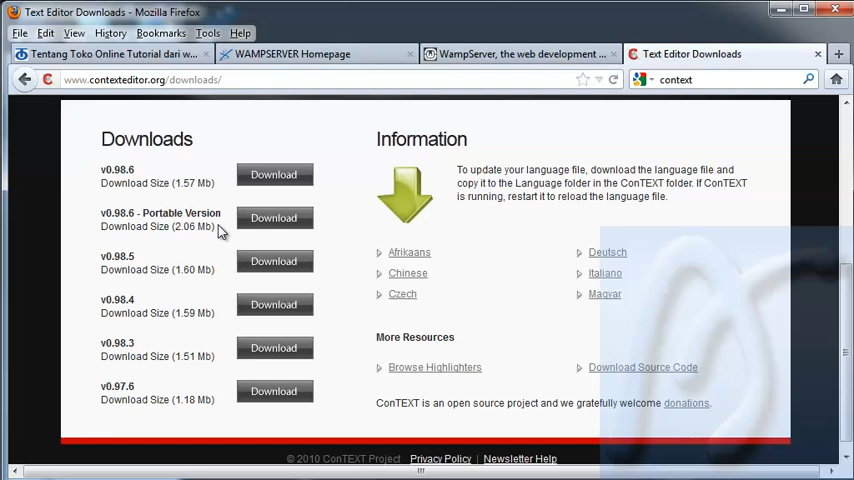 Text Editor Downloads - Mozilla Firefox
File Edit View History Bookmarks Tools Help
Tentang Toko Online Tutorial dari w...
WAMPSERVER Homepage
WampServer, the web development ...
Text Editor Downloads
www.contexteditor.org/downloads/
context
Downloads
v0.98.6
Download Size (1.57 Mb)
Download
v0.98.6 - Portable Version
Download Size (2.06 Mb)
Download
v0.98.5
Download Size (1.60 Mb)
Download
v0.98.4
Download Size (1.59 Mb)
Download
v0.98.3
Download Size (1.51 Mb)
Download
v0.97.6
Download Size (1.18 Mb)
Download
Information
To update your language file, download the language file and
copy it to the Language folder in the ConTEXT folder. If ConTEXT
is running, restart it to reload the language file.
Afrikaans
Deutsch
Chinese
Italiano
Czech
Magyar
More Resources
Browse Highlighters
Download Source Code
ConTEXT is an open source project and we gratefully welcome donations.
© 2010 ConTEXT Project Privacy Policy | Newsletter Help